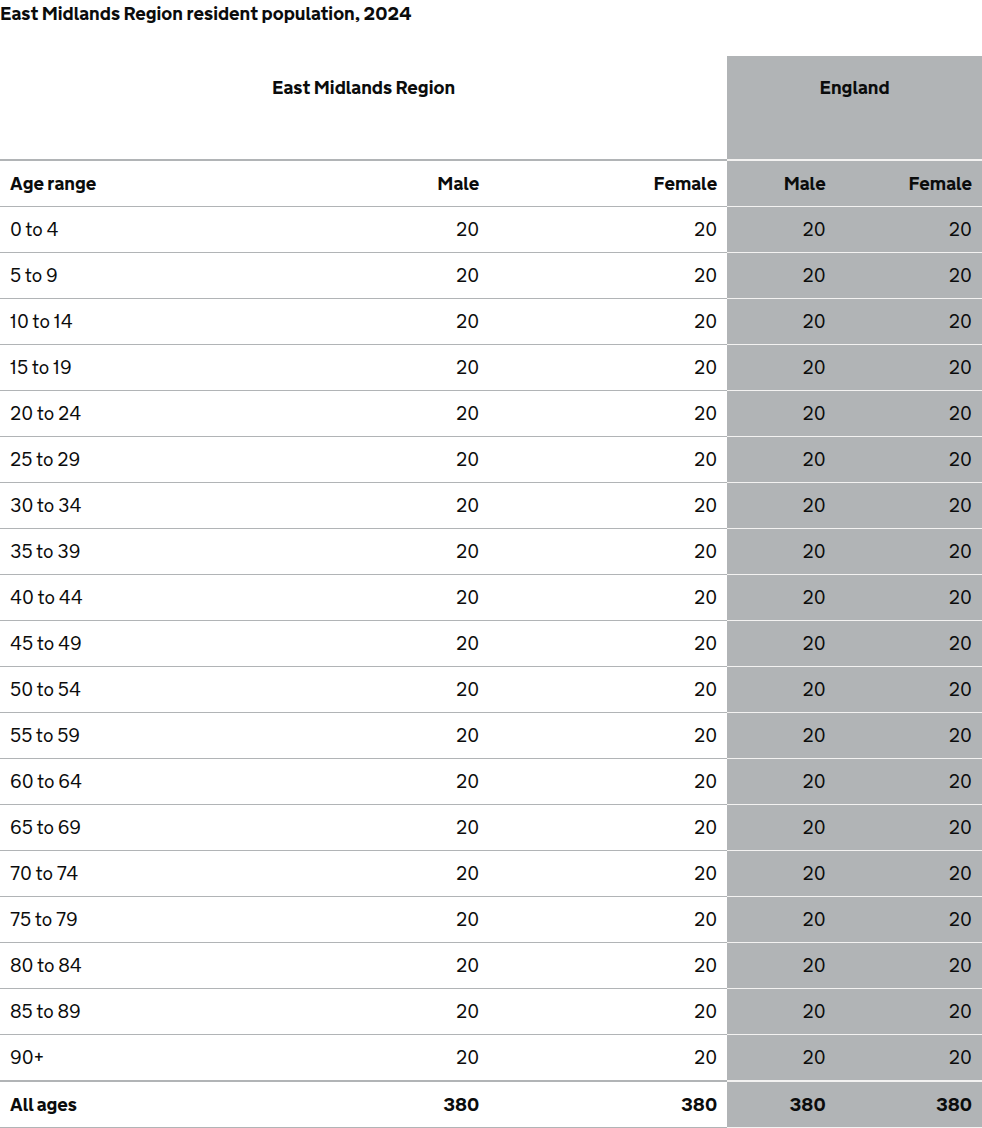 East Midlands Region resident population, 2024
East Midlands Region England
Age range Male Female Male Female
0 to 4 20 20 20 20
5 to 9 20 20 20 20
10 to 14 20 20 20 20
15 to 19 20 20 20 20
20 to 24 20 20 20 20
25 to 29 20 20 20 20
30 to 34 20 20 20 20
35 to 39 20 20 20 20
40 to 44 20 20 20 20
45 to 49 20 20 20 20
50 to 54 20 20 20 20
55 to 59 20 20 20 20
60 to 64 20 20 20 20
65 to 69 20 20 20 20
70 to 74 20 20 20 20
75 to 79 20 20 20 20
80 to 84 20 20 20 20
85 to 89 20 20 20 20
90+ 20 20 20 20
All ages 380 380 380 380